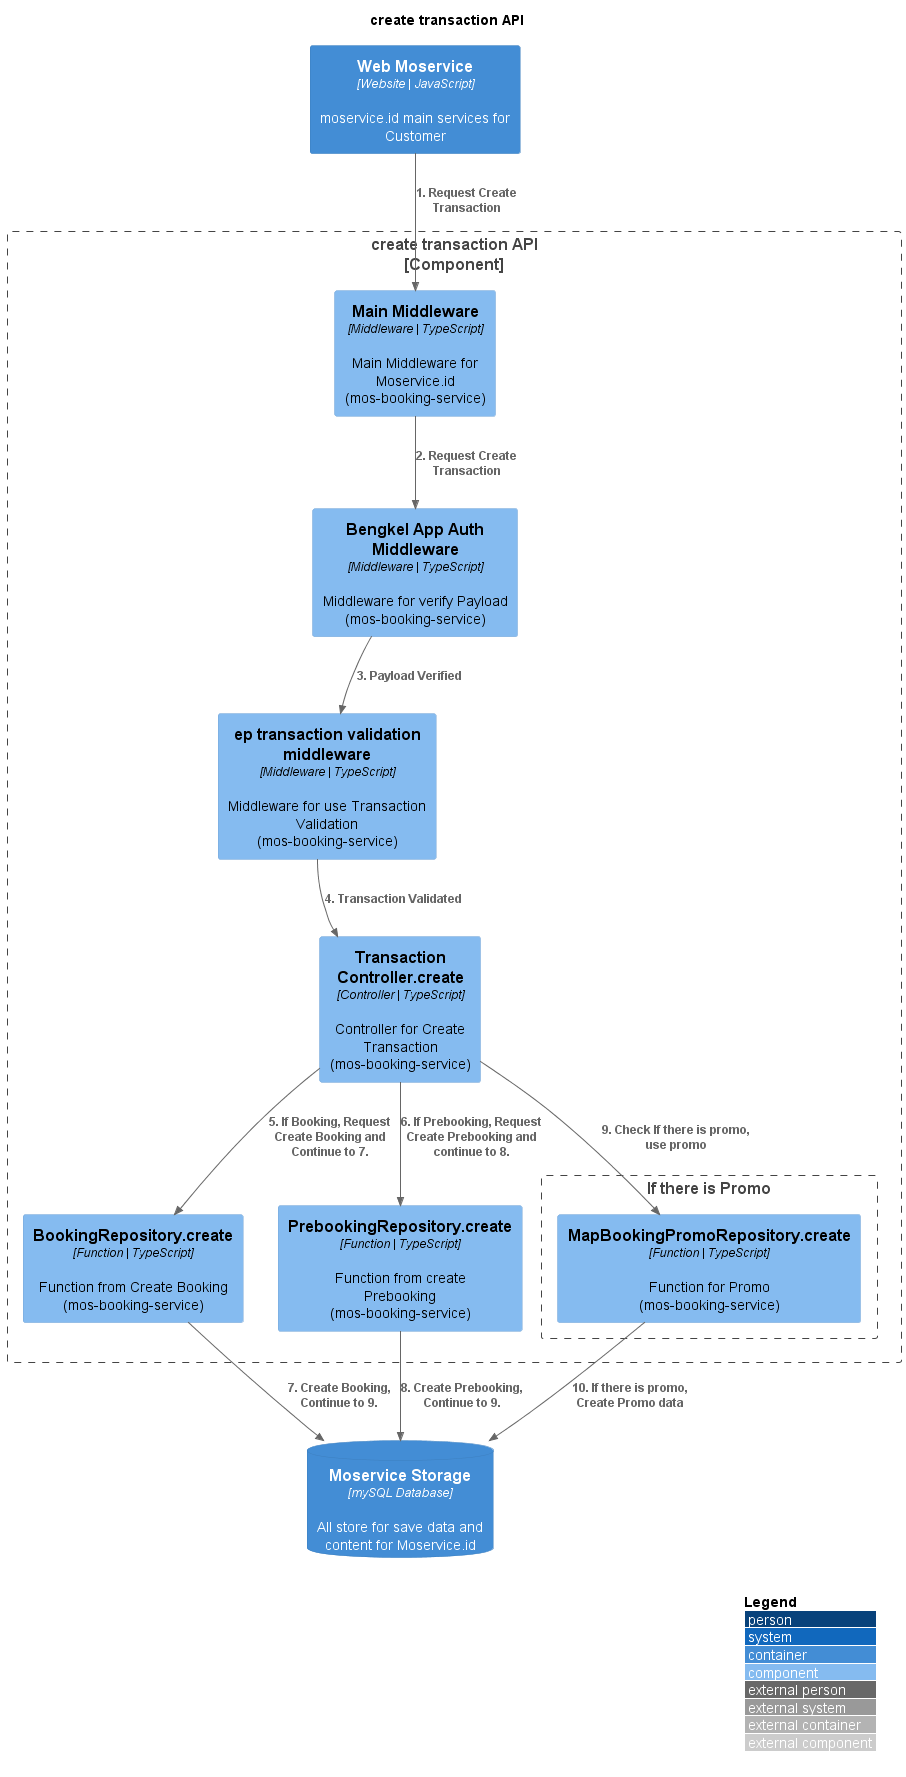 create transaction API
Web Moservice
[Website | JavaScript]
moservice.id main services for
Customer
1. Request Create
Transaction
create transaction API
[Component]
Main Middleware
[Middleware | TypeScript]
Main Middleware for
Moservice.id
(mos-booking-service)
2. Request Create
Transaction
Bengkel App Auth
Middleware
[Middleware | TypeScript]
Middleware for verify Payload
(mos-booking-service)
3. Payload Verified
ep transaction validation
middleware
[Middleware | TypeScript]
Middleware for use Transaction
Validation
(mos-booking-service)
4. Transaction Validated
Transaction
Controller.create
[Controller | TypeScript]
Controller for Create
Transaction
(mos-booking-service)
5. If Booking, Request
Create Booking and
Continue to 7.
6. If Prebooking, Request
Create Prebooking and
continue to 8.
9. Check If there is promo,
use promo
If there is Promo
BookingRepository.create
[Function | TypeScript]
Function from Create Booking
(mos-booking-service)
PrebookingRepository.create
[Function | TypeScript]
Function from create
Prebooking
(mos-booking-service)
MapBookingPromoRepository.create
[Function | TypeScript]
Function for Promo
(mos-booking-service)
7. Create Booking,
Continue to 9.
8. Create Prebooking,
Continue to 9.
10. If there is promo,
Create Promo data
Moservice Storage
[mySQL Database]
All store for save data and
content for Moservice.id
Legend
person
system
container
component
external person
external system
external container
external component